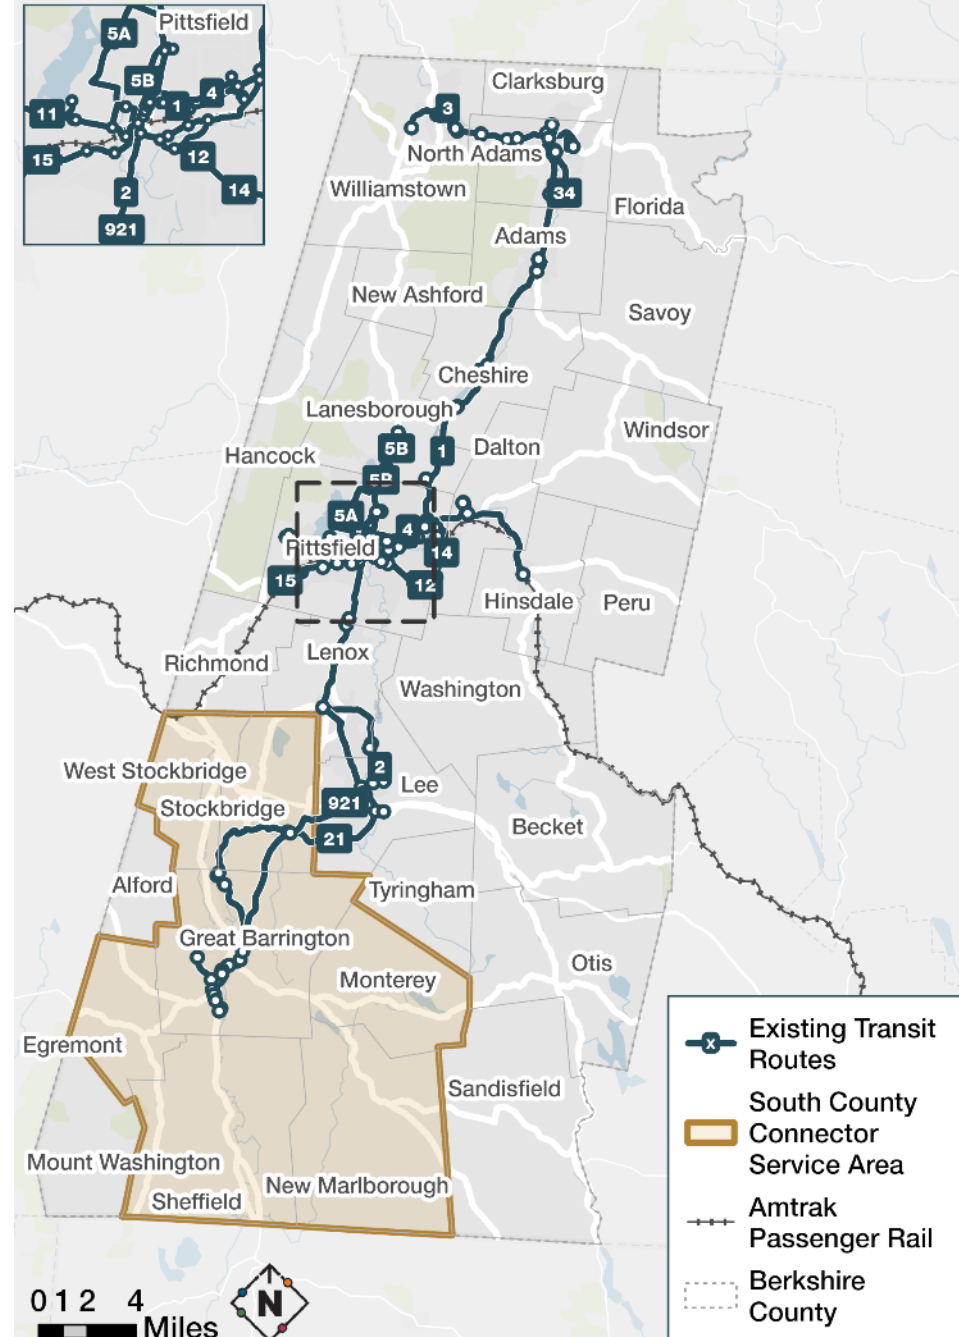 Pittsfield
5A
5B
1
4
11
15
12
2
14
921
Clarksburg
3
North Adams
Williamstown
34
Florida
Adams
New Ashford
Savoy
Cheshire
Lanesborough
5B
1
Dalton
Windsor
Hancock
5B
5A
4
Pittsfield
14
15
12
Hinsdale
Peru
Lenox
Richmond
Washington
West Stockbridge
2
Lee
Stockbridge
921
Becket
21
Alford
Tyringham
Great Barrington
Otis
Monterey
Egremont
Sandisfield
Mount Washington
New Marlborough
Sheffield
X
Existing Transit
Routes
South County
Connector
Service Area
Amtrak
Passenger Rail
Berkshire
County
0 1 2 4
Miles
N